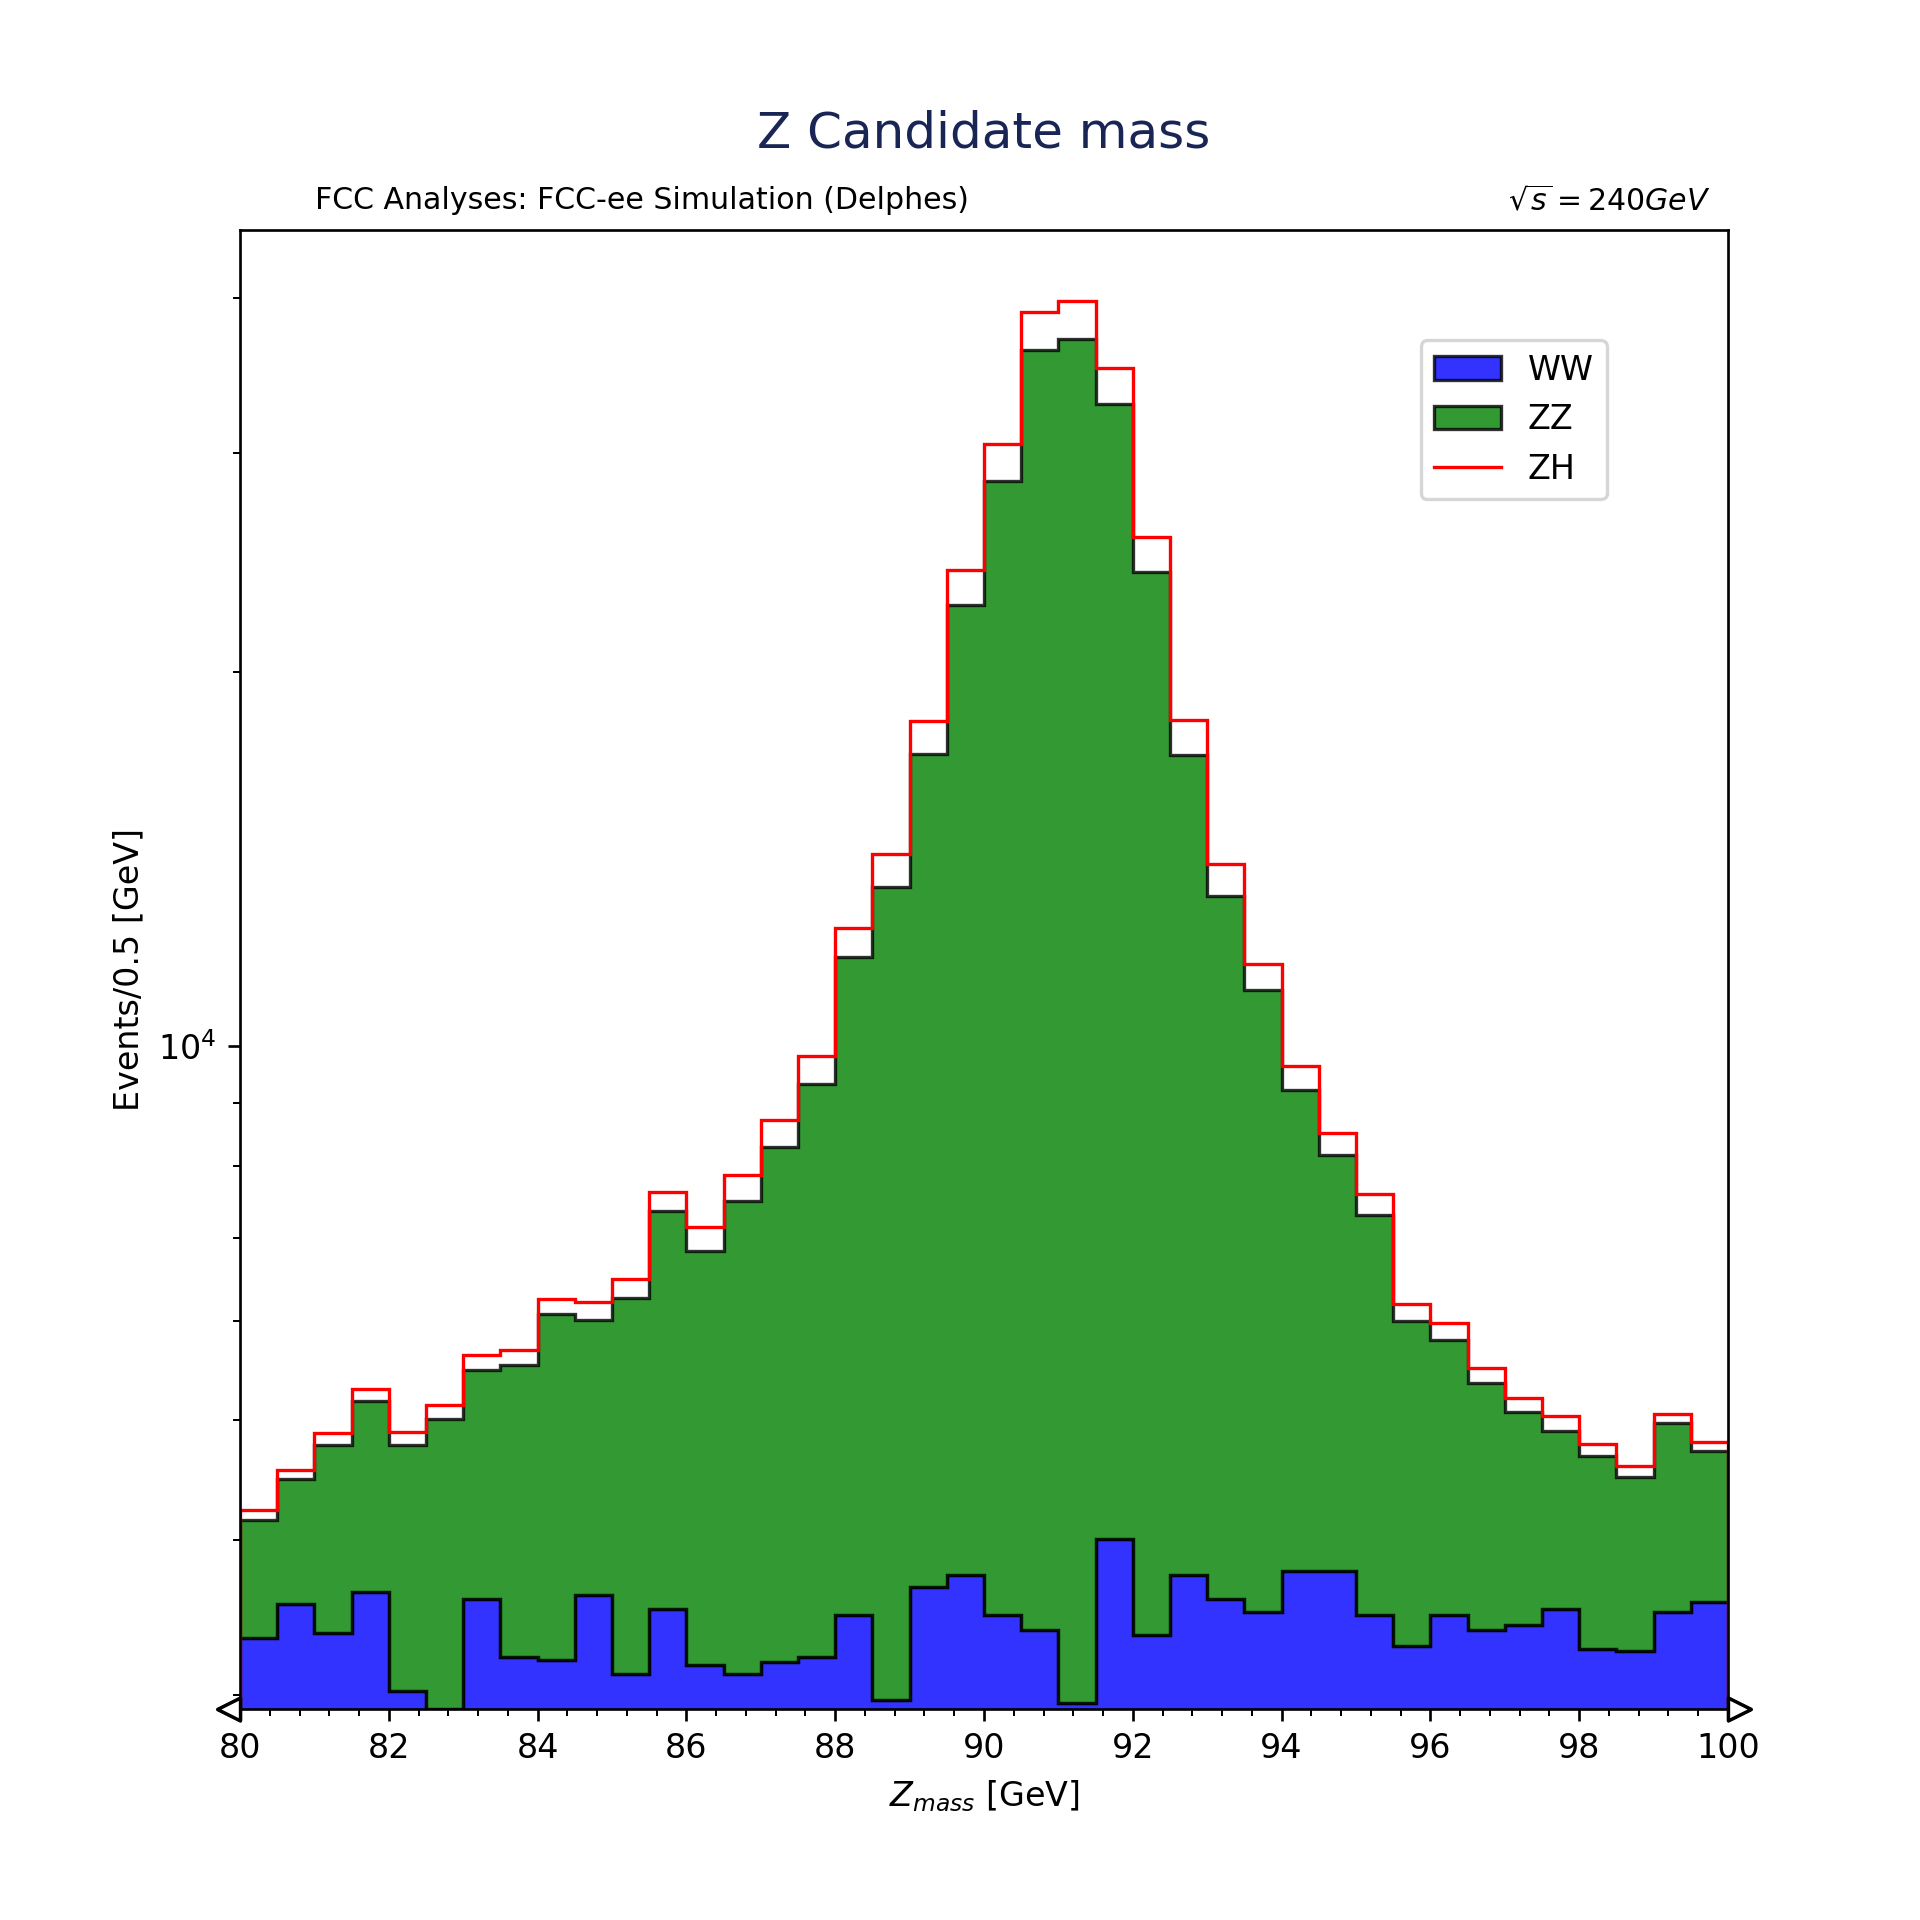 Z Candidate mass
FCC Analyses: FCC-ee Simulation (Delphes)
√s = 240GeV
WW
ZZ
ZH
Events/0.5 [GeV]
10⁴
80 82 84 86 88 90 92 94 96 98 100
Z_mass [GeV]